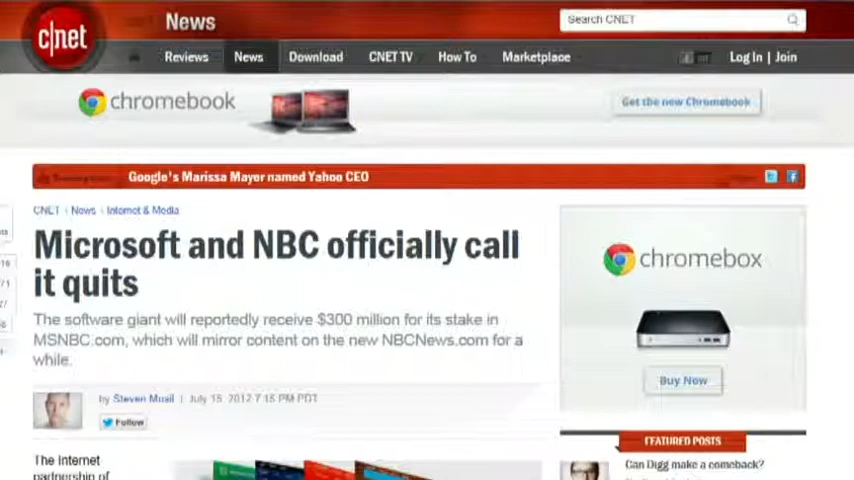 c|net
News
Search CNET
Reviews
News
Download
CNET TV
How To
Marketplace
Log In | Join
chromebook
Get the new Chromebook
Google's Marissa Mayer named Yahoo CEO
CNET
News
Internet & Media
Microsoft and NBC officially call
it quits
The software giant will reportedly receive $300 million for its stake in
MSNBC.com, which will mirror content on the new NBCNews.com for a
while.
by Steven Musil | July 15, 2012 7:15 PM PDT
Follow
The Internet
partnership of
chromebox
Buy Now
FEATURED POSTS
Can Digg make a comeback?